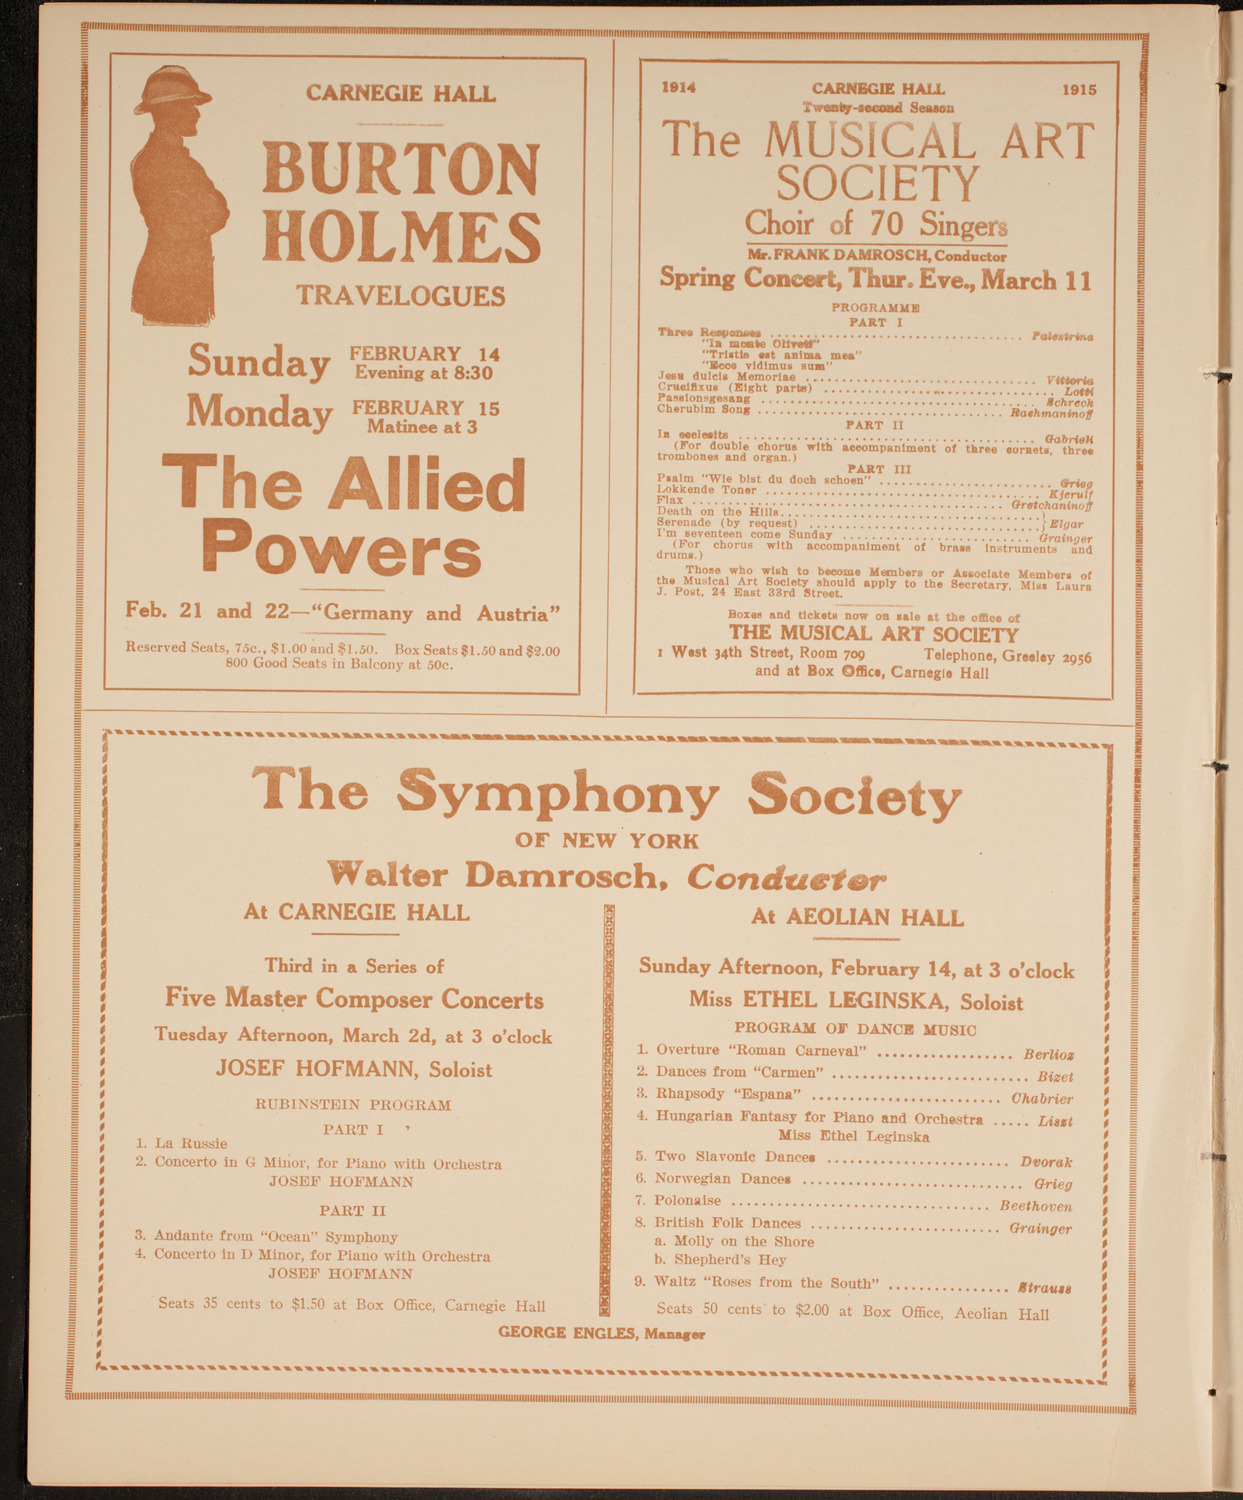 CARNEGIE HALL
BURTON
HOLMES
TRAVELOGUES
Sunday FEBRUARY 14
Evening at 8:30
Monday FEBRUARY 15
Matinee at 3
The Allied
Powers
Feb. 21 and 22—"Germany and Austria"
Reserved Seats, 75c., $1.00 and $1.50. Box Seats $1.50 and $2.00
800 Good Seats in Balcony at 50c.
1914 CARNEGIE HALL 1915
Twenty-second Season
The MUSICAL ART
SOCIETY
Choir of 70 Singers
Mr. FRANK DAMROSCH, Conductor
Spring Concert, Thur. Eve., March 11
PROGRAMME
PART I
Three Responses ........ Palestrina
"In monte Oliveti"
"Tristis est anima mea"
"Ecce vidimus eum"
Jesu dulcis Memoriae ........ Vittoria
Crucifixus (Eight parts) ........ Lotti
Passionsgesang ........ Schreck
Cherubim Song ........ Rachmaninoff
PART II
In ecclesiis ........ Gabrieli
(For double chorus with accompaniment of three cornets, three
trombones and organ.)
PART III
Psalm "Wie bist du doch schoen" ........ Grieg
Lokkende Toner ........ Kjerulf
Flax ........ Gretchaninoff
Death on the Hills ........
Serenade (by request) ........ } Elgar
I'm seventeen come Sunday ........ Grainger
(For chorus with accompaniment of brass instruments and
drums.)
Those who wish to become Members or Associate Members of
the Musical Art Society should apply to the Secretary, Miss Laura
J. Post, 24 East 33rd Street.
Boxes and tickets now on sale at the office of
THE MUSICAL ART SOCIETY
1 West 34th Street, Room 709 Telephone, Greeley 2956
and at Box Office, Carnegie Hall
The Symphony Society
OF NEW YORK
Walter Damrosch, Conductor
At CARNEGIE HALL
Third in a Series of
Five Master Composer Concerts
Tuesday Afternoon, March 2d, at 3 o'clock
JOSEF HOFMANN, Soloist
RUBINSTEIN PROGRAM
PART I
1. La Russie
2. Concerto in G Minor, for Piano with Orchestra
JOSEF HOFMANN
PART II
3. Andante from "Ocean" Symphony
4. Concerto in D Minor, for Piano with Orchestra
JOSEF HOFMANN
Seats 35 cents to $1.50 at Box Office, Carnegie Hall
At AEOLIAN HALL
Sunday Afternoon, February 14, at 3 o'clock
Miss ETHEL LEGINSKA, Soloist
PROGRAM OF DANCE MUSIC
1. Overture "Roman Carneval" ........ Berlioz
2. Dances from "Carmen" ........ Bizet
3. Rhapsody "Espana" ........ Chabrier
4. Hungarian Fantasy for Piano and Orchestra ..... Liszt
Miss Ethel Leginska
5. Two Slavonic Dances ........ Dvorak
6. Norwegian Dances ........ Grieg
7. Polonaise ........ Beethoven
8. British Folk Dances ........ Grainger
a. Molly on the Shore
b. Shepherd's Hey
9. Waltz "Roses from the South" ........ Strauss
Seats 50 cents to $2.00 at Box Office, Aeolian Hall
GEORGE ENGLES, Manager